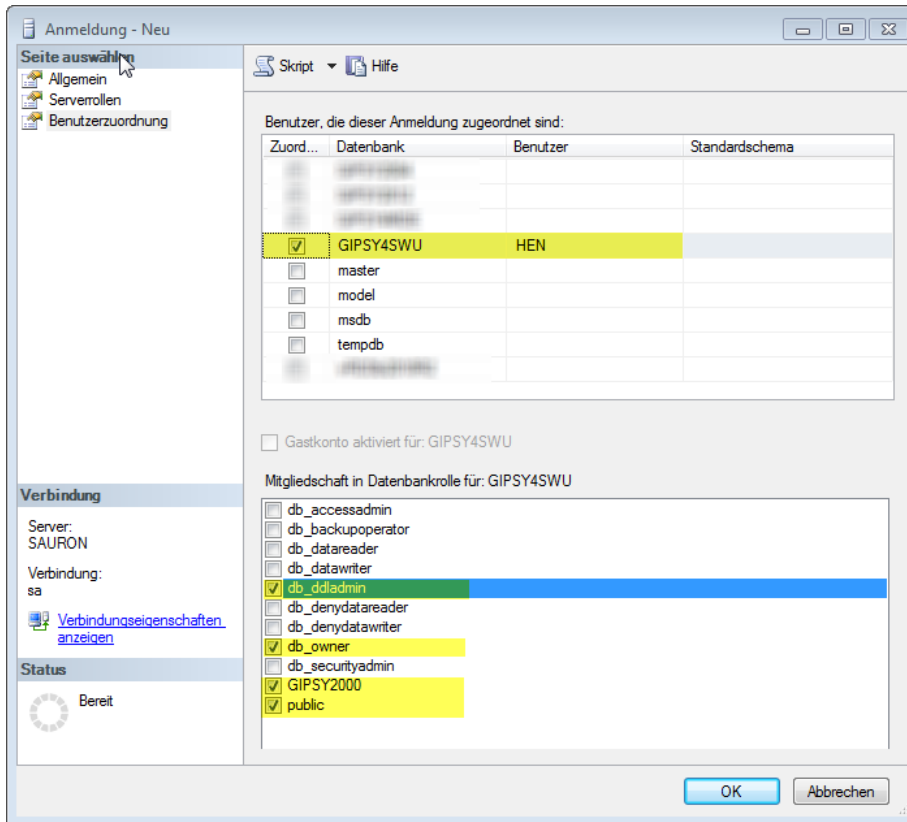 Anmeldung - Neu
Seite auswählen
Allgemein
Serverrollen
Benutzerzuordnung
Verbindung
Server:
SAURON
Verbindung:
sa
Verbindungseigenschaften
anzeigen
Status
Bereit
Skript Hilfe
Benutzer, die dieser Anmeldung zugeordnet sind:
Zuord... Datenbank Benutzer Standardschema
GIPSY4SWU HEN
master
model
msdb
tempdb
Gastkonto aktiviert für: GIPSY4SWU
Mitgliedschaft in Datenbankrolle für: GIPSY4SWU
db_accessadmin
db_backupoperator
db_datareader
db_datawriter
db_ddladmin
db_denydatareader
db_denydatawriter
db_owner
db_securityadmin
GIPSY2000
public
OK Abbrechen